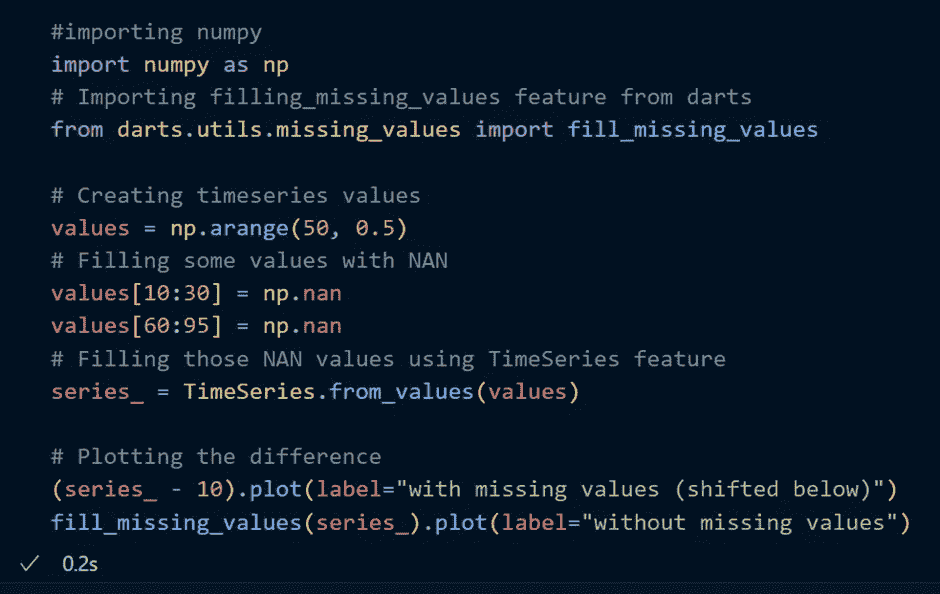 #importing numpy
import numpy as np
# Importing filling_missing_values feature from darts
from darts.utils.missing_values import fill_missing_values
# Creating timeseries values
values = np.arange(50, 0.5)
# Filling some values with NAN
values[10:30] = np.nan
values[60:95] = np.nan
# Filling those NAN values using TimeSeries feature
series_ = TimeSeries.from_values(values)
# Plotting the difference
(series_ - 10).plot(label="with missing values (shifted below)")
fill_missing_values(series_).plot(label="without missing values")
✓ 0.2s